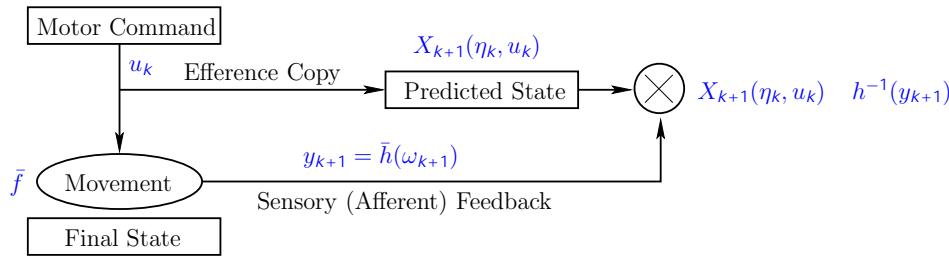 Motor Command
X_{k+1}(η_k, u_k)
u_k
Efference Copy
Predicted State
X_{k+1}(η_k, u_k) h^{-1}(y_{k+1})
y_{k+1} = h̄(ω_{k+1})
f̄
Movement
Sensory (Afferent) Feedback
Final State